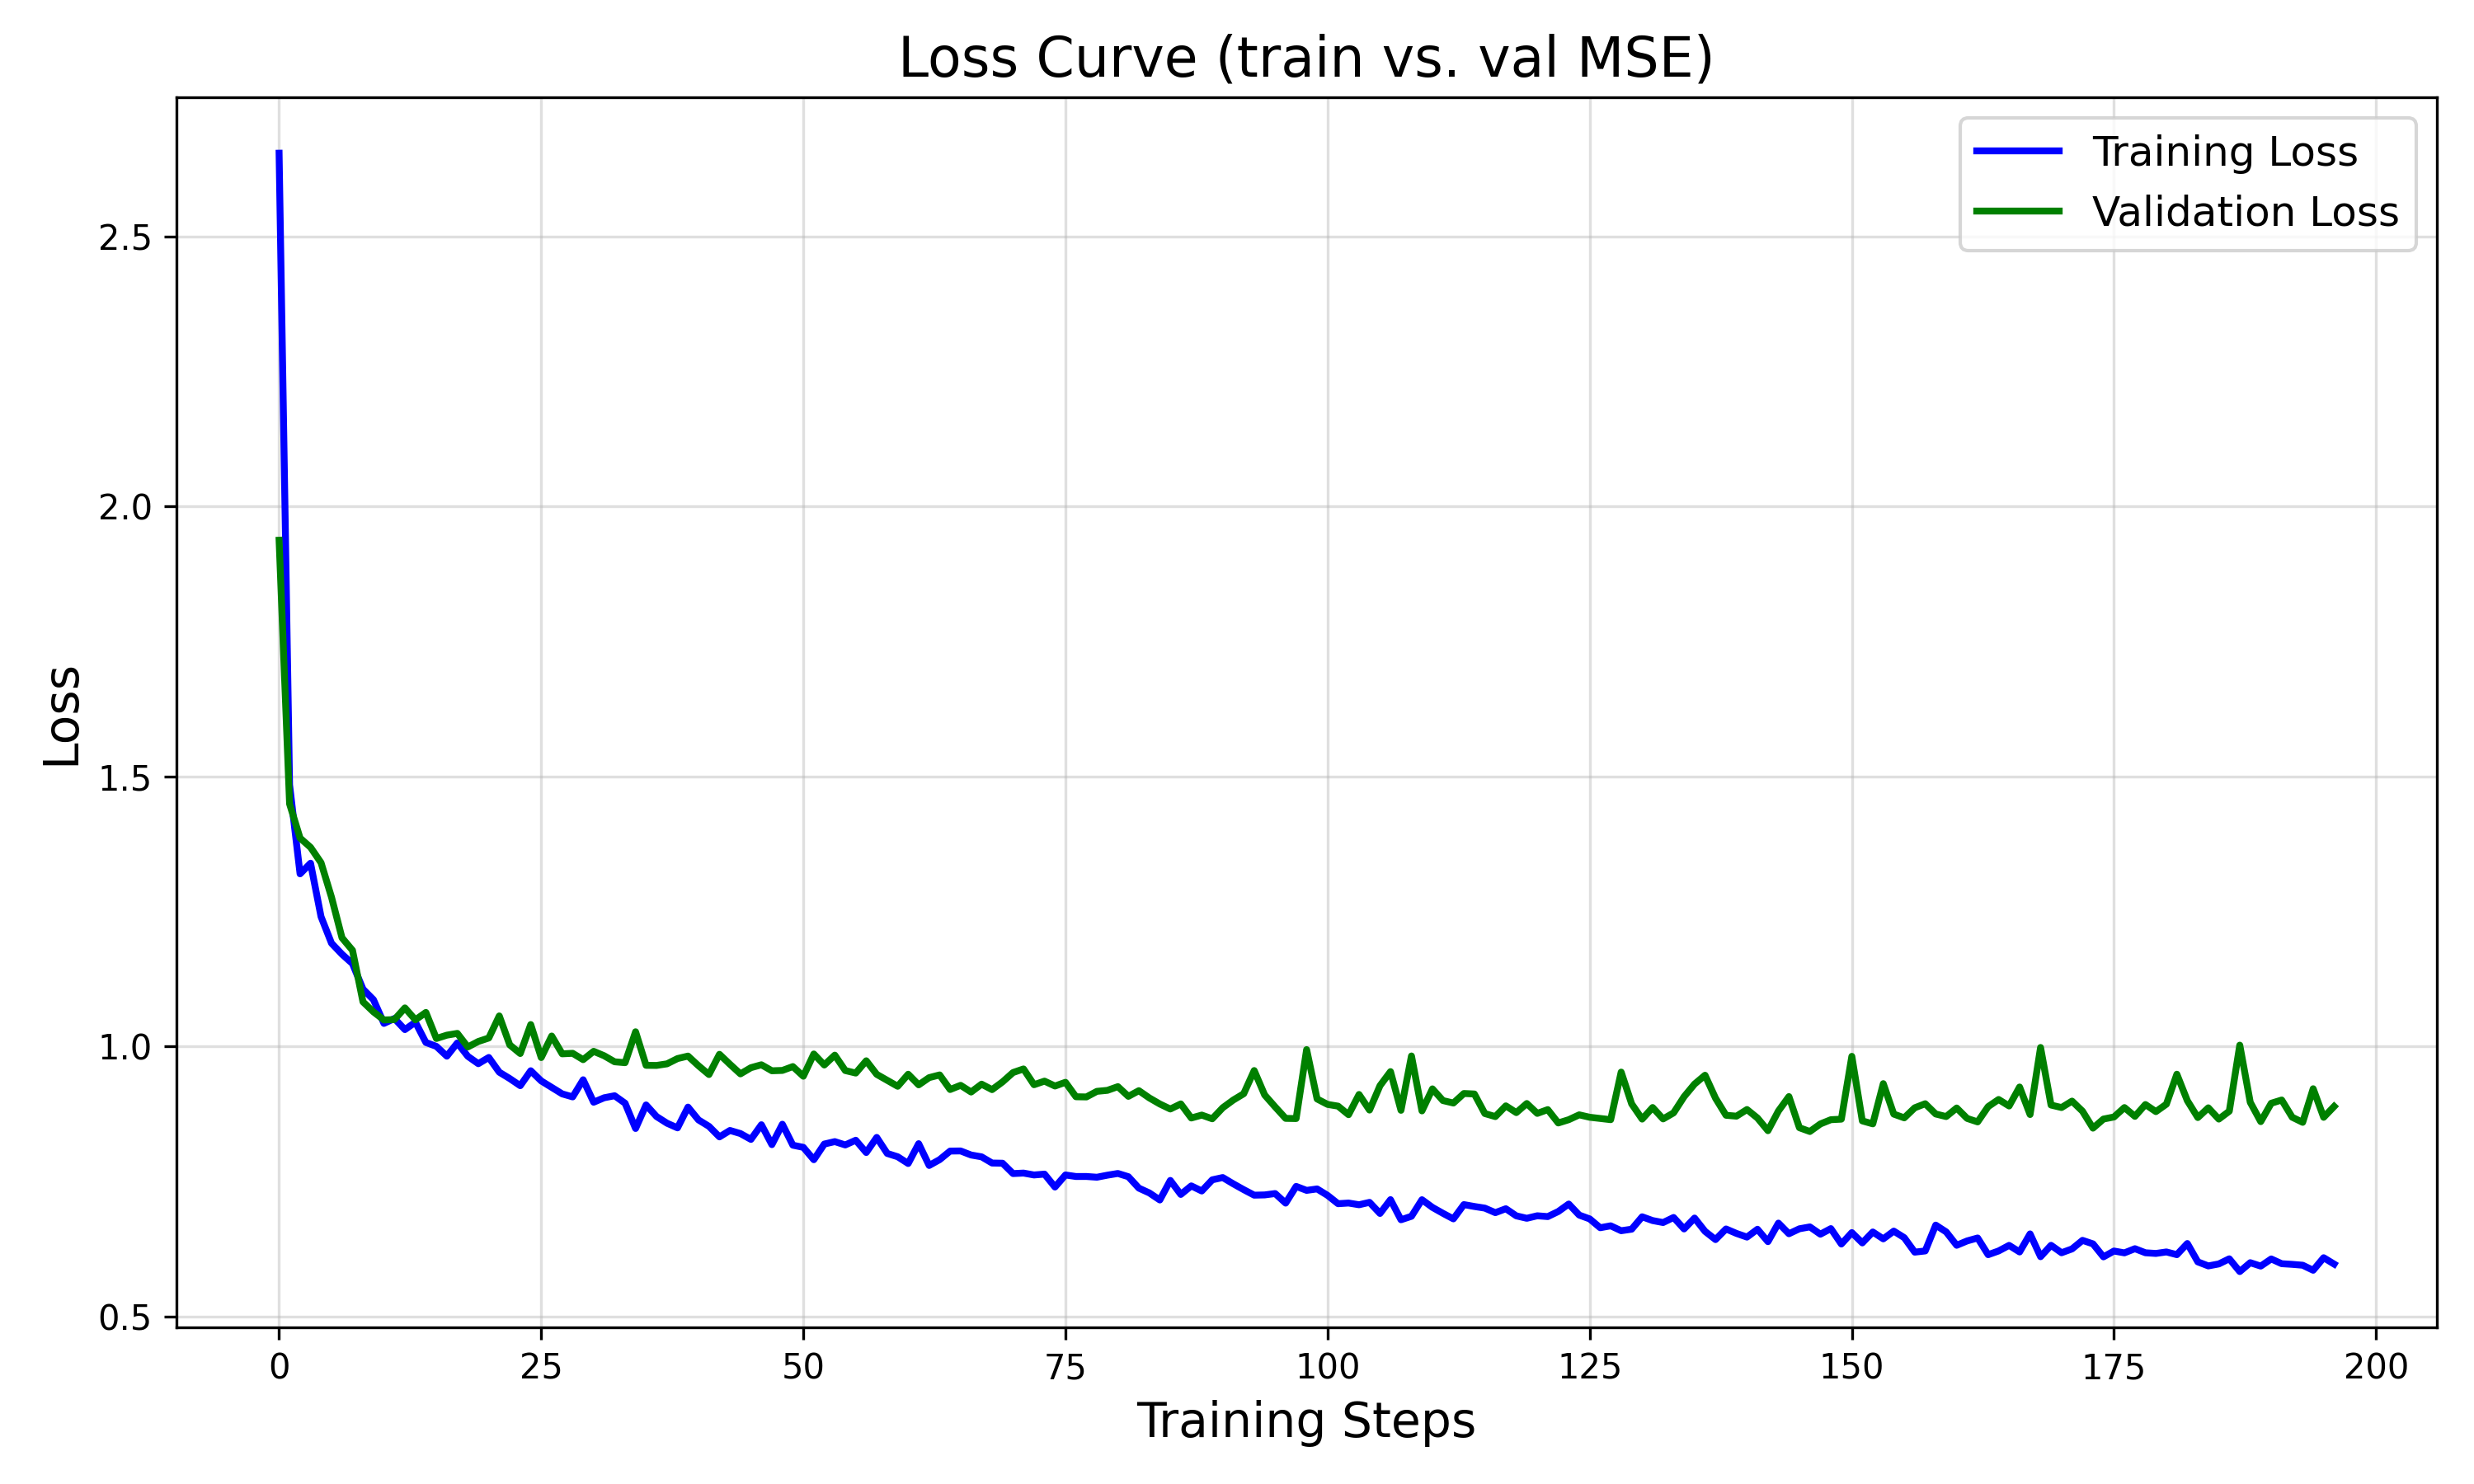 Loss Curve (train vs. val MSE)
Training Loss
Validation Loss
Loss
2.5
2.0
1.5
1.0
0.5
0 25 50 75 100 125 150 175 200
Training Steps